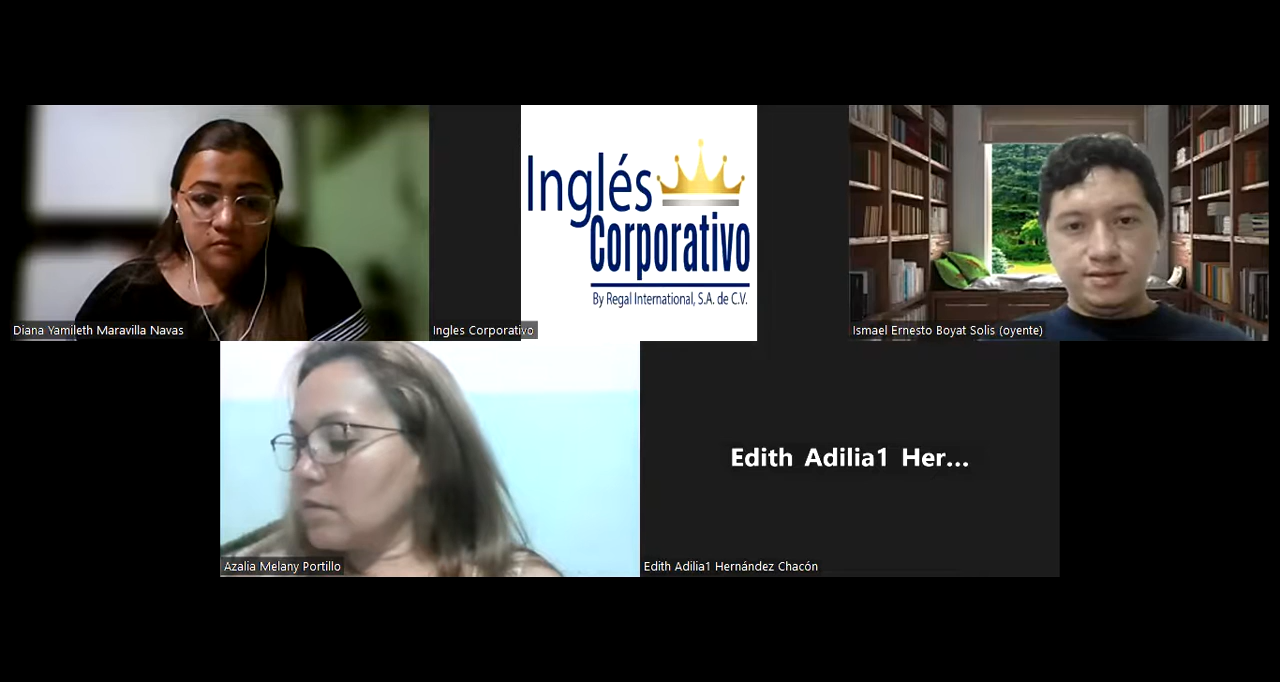 Inglés
Corporativo
By Regal International, S.A. de C.V.
Diana Yamileth Maravilla Navas
Ingles Corporativo
Ismael Ernesto Boyat Solis (oyente)
Edith Adilia1 Her...
Azalia Melany Portillo
Edith Adilia1 Hernández Chacón